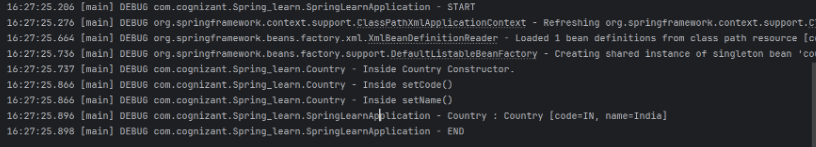 16:27:25.206 [main] DEBUG com.cognizant.Spring_learn.SpringLearnApplication - START
16:27:25.276 [main] DEBUG org.springframework.context.support.ClassPathXmlApplicationContext - Refreshing org.springframework.context.support.Cl
16:27:25.664 [main] DEBUG org.springframework.beans.factory.xml.XmlBeanDefinitionReader - Loaded 1 bean definitions from class path resource [co
16:27:25.736 [main] DEBUG org.springframework.beans.factory.support.DefaultListableBeanFactory - Creating shared instance of singleton bean 'cou
16:27:25.737 [main] DEBUG com.cognizant.Spring_learn.Country - Inside Country Constructor.
16:27:25.866 [main] DEBUG com.cognizant.Spring_learn.Country - Inside setCode()
16:27:25.866 [main] DEBUG com.cognizant.Spring_learn.Country - Inside setName()
16:27:25.896 [main] DEBUG com.cognizant.Spring_learn.SpringLearnApplication - Country : Country [code=IN, name=India]
16:27:25.898 [main] DEBUG com.cognizant.Spring_learn.SpringLearnApplication - END